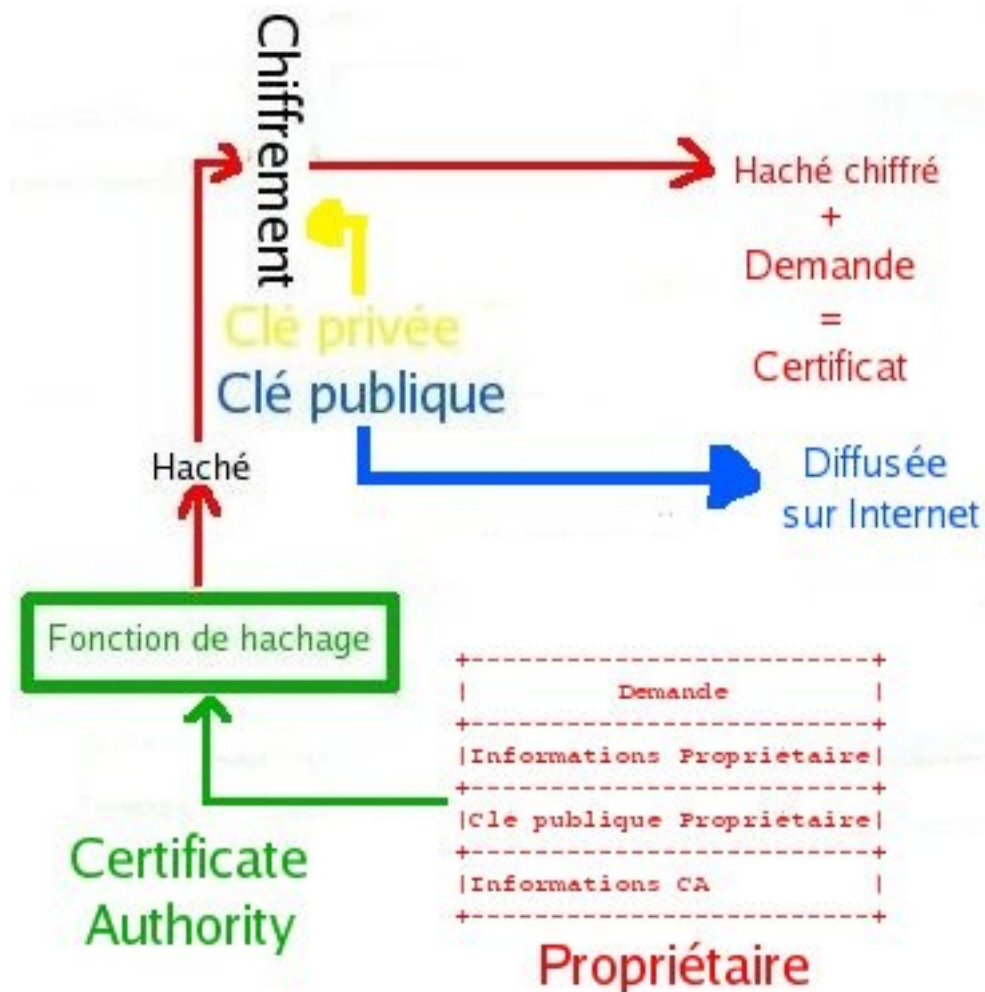 Chiffrement
Haché chiffré
+
Demande
=
Certificat
Clé privée
Clé publique
Haché
Diffusée
sur Internet
Fonction de hachage
+------------------------+
| Demande |
+------------------------+
|Informations Propriétaire|
+------------------------+
|Clé publique Propriétaire|
+------------------------+
|Informations CA |
+------------------------+
Certificate
Authority
Propriétaire